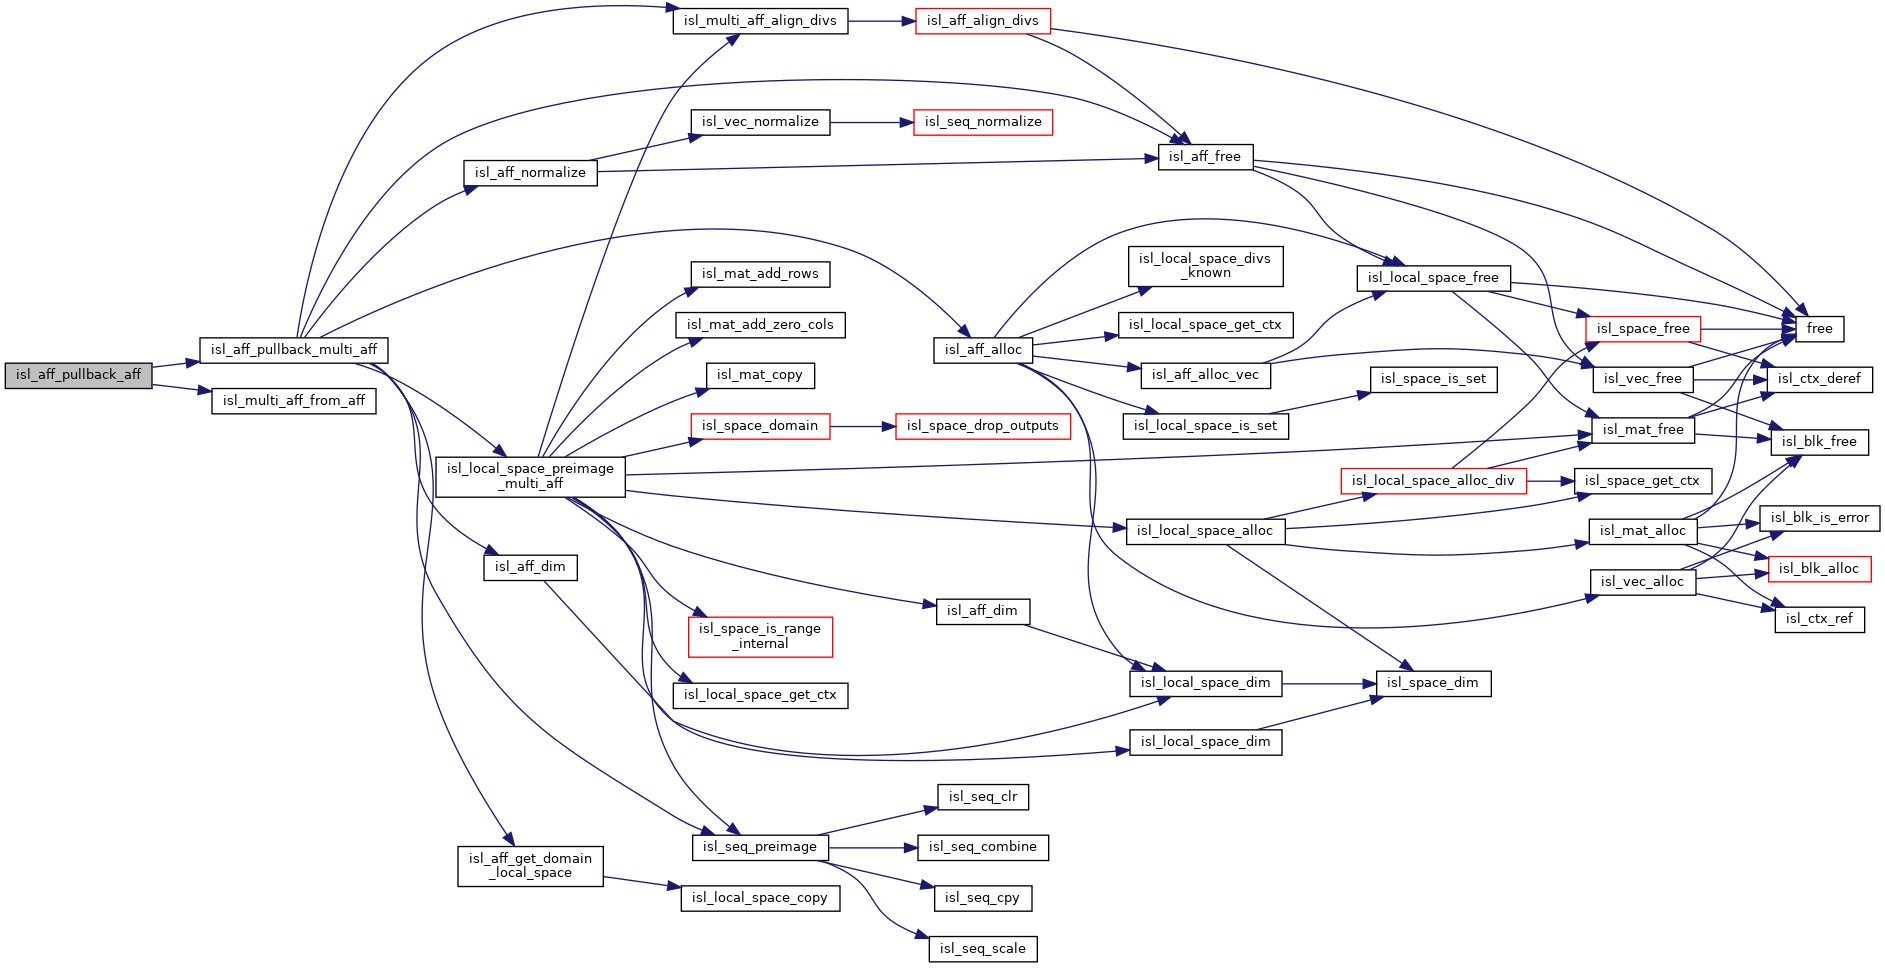 isl_aff_pullback_aff
isl_aff_pullback_multi_aff
isl_multi_aff_from_aff
isl_multi_aff_align_divs
isl_aff_align_divs
isl_vec_normalize
isl_seq_normalize
isl_aff_normalize
isl_aff_free
isl_mat_add_rows
isl_mat_add_zero_cols
isl_mat_copy
isl_space_domain
isl_space_drop_outputs
isl_local_space_preimage
_multi_aff
isl_aff_alloc
isl_local_space_divs
_known
isl_local_space_get_ctx
isl_aff_alloc_vec
isl_local_space_is_set
isl_space_is_set
isl_local_space_free
isl_space_free
free
isl_vec_free
isl_ctx_deref
isl_mat_free
isl_blk_free
isl_local_space_alloc_div
isl_space_get_ctx
isl_local_space_alloc
isl_mat_alloc
isl_blk_is_error
isl_vec_alloc
isl_blk_alloc
isl_ctx_ref
isl_aff_dim
isl_aff_dim
isl_space_is_range
_internal
isl_local_space_get_ctx
isl_local_space_dim
isl_space_dim
isl_local_space_dim
isl_seq_preimage
isl_seq_clr
isl_seq_combine
isl_seq_cpy
isl_seq_scale
isl_aff_get_domain
_local_space
isl_local_space_copy